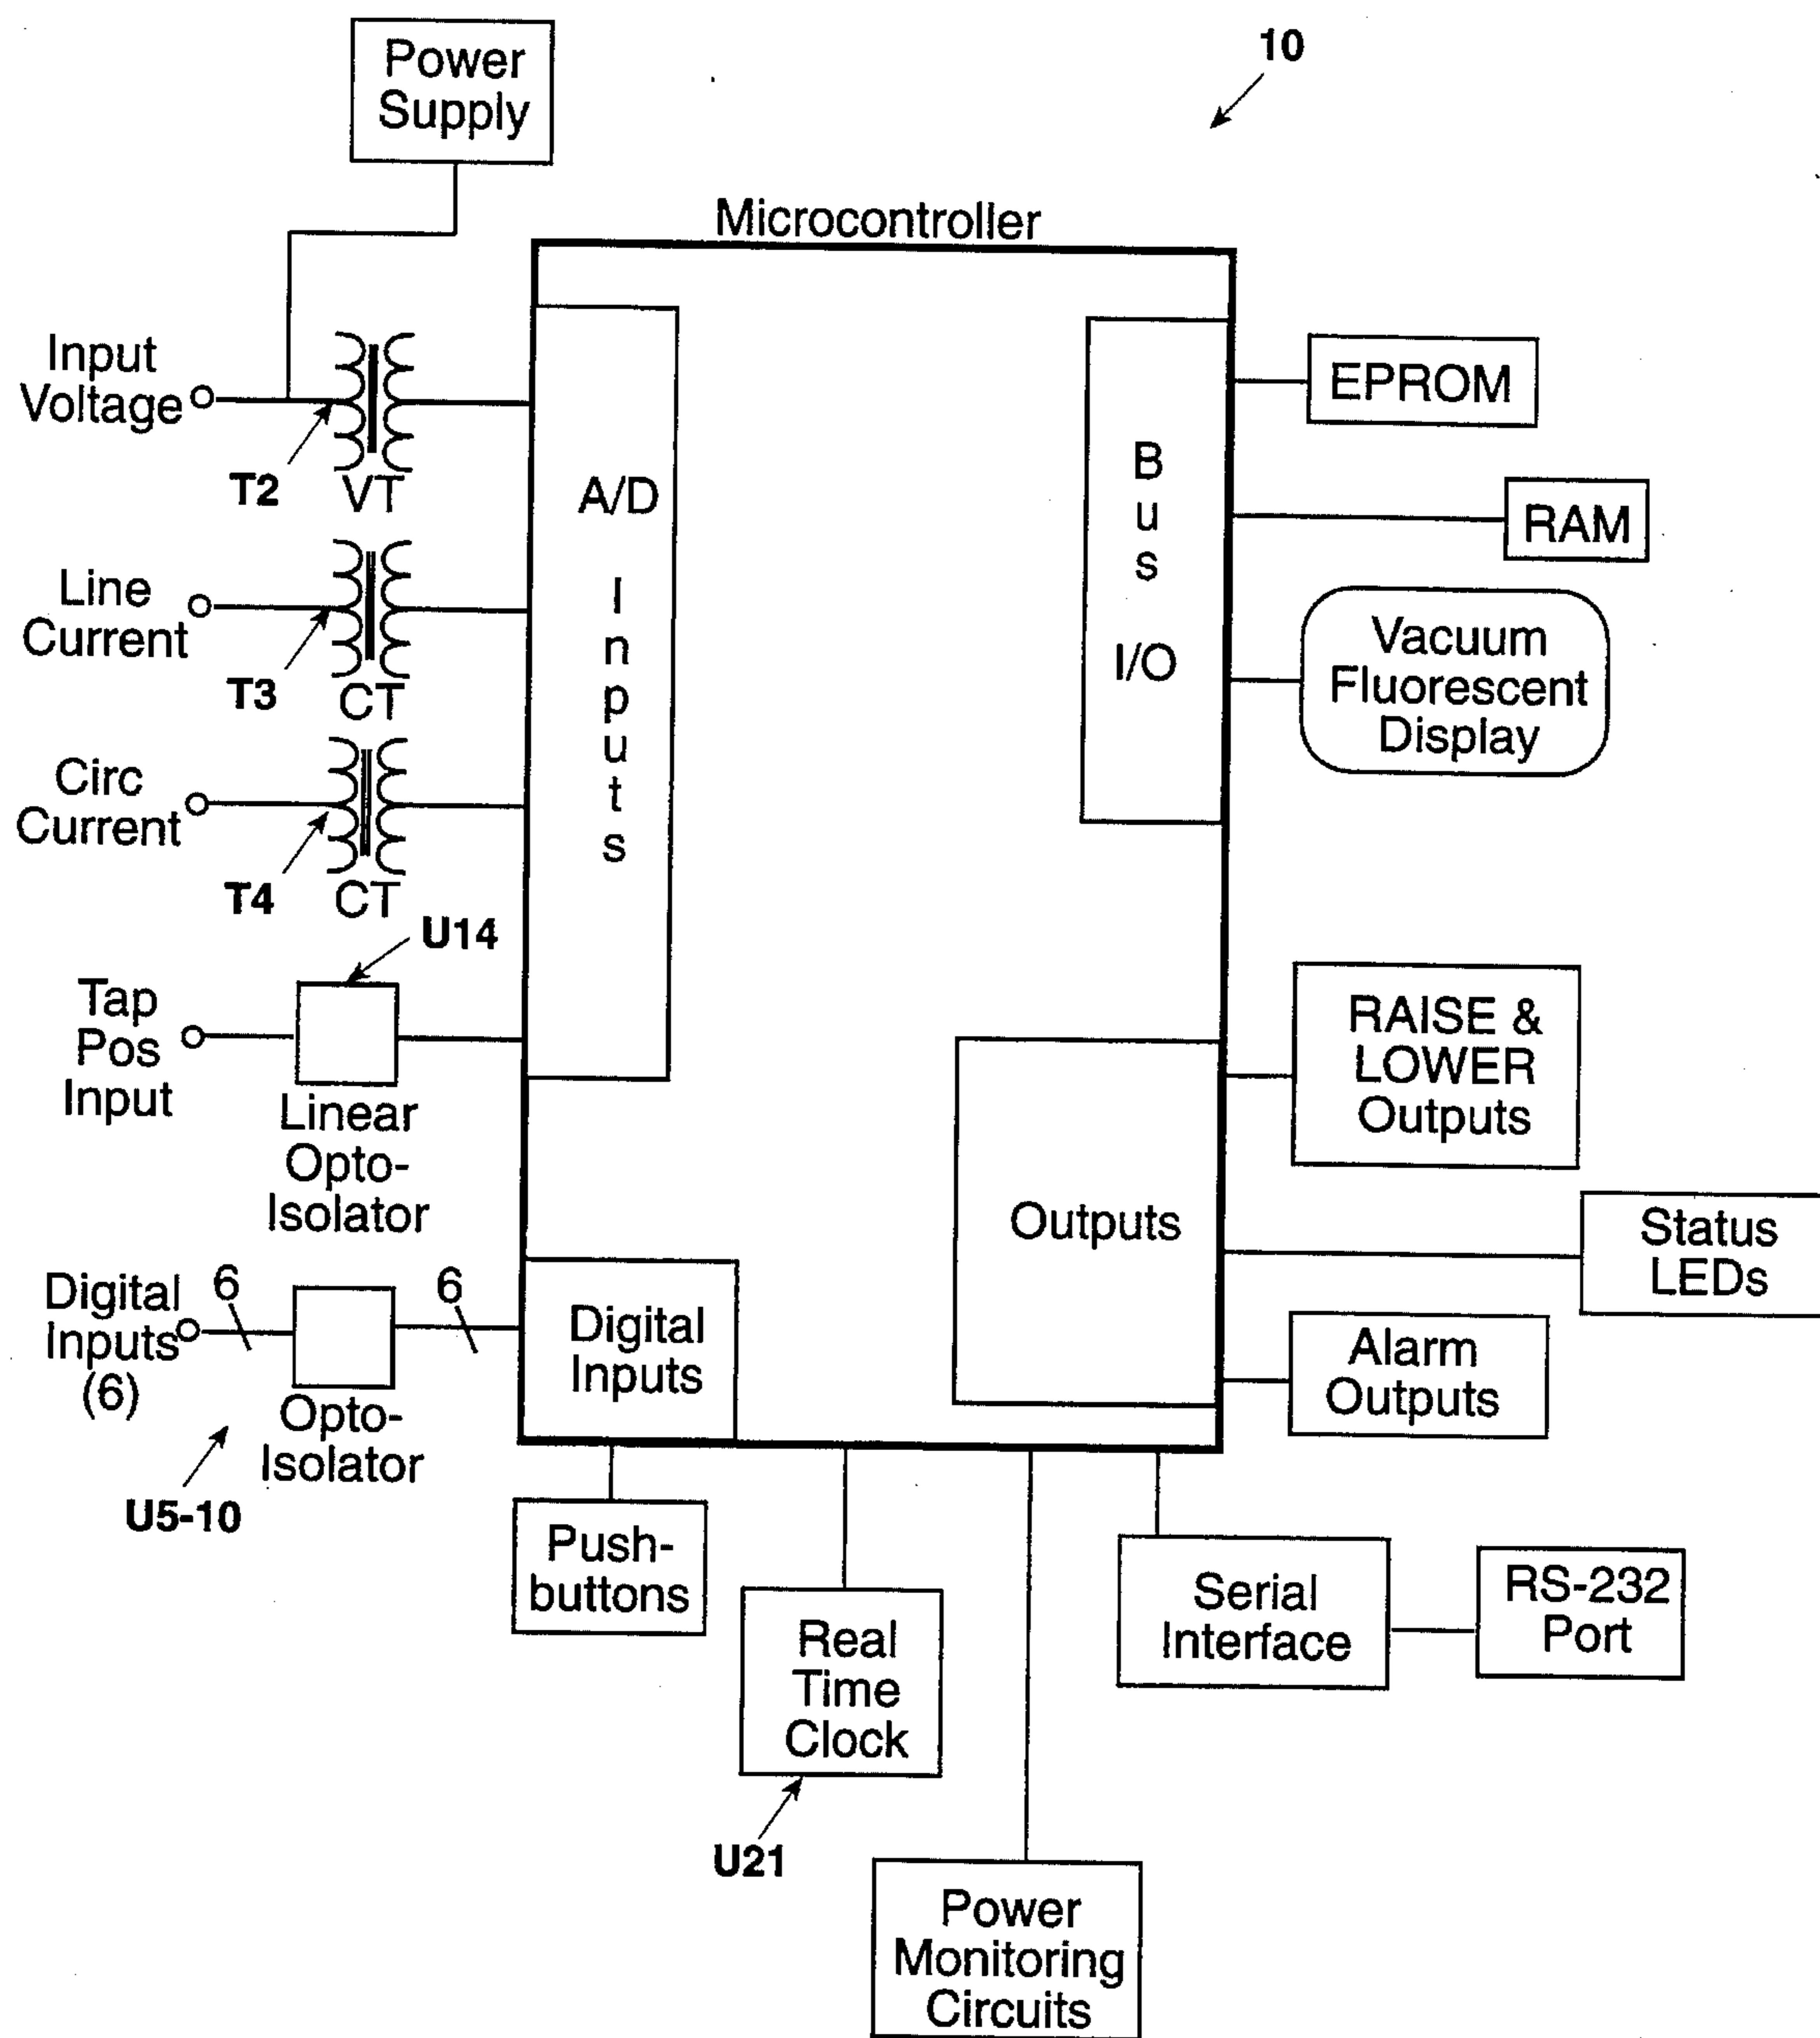 Power
Supply
10
Microcontroller
Input
Voltage
T2
VT
Line
Current
T3
CT
Circ
Current
T4
CT
U14
Tap
Pos
Input
Linear
Opto-
Isolator
Digital
Inputs
(6)
6
6
Opto-
Isolator
U5-10
A/D
Inputs
Digital
Inputs
Bus
I/O
Outputs
EPROM
RAM
Vacuum
Fluorescent
Display
RAISE &
LOWER
Outputs
Status
LEDs
Alarm
Outputs
Push-
buttons
Real
Time
Clock
U21
Power
Monitoring
Circuits
Serial
Interface
RS-232
Port